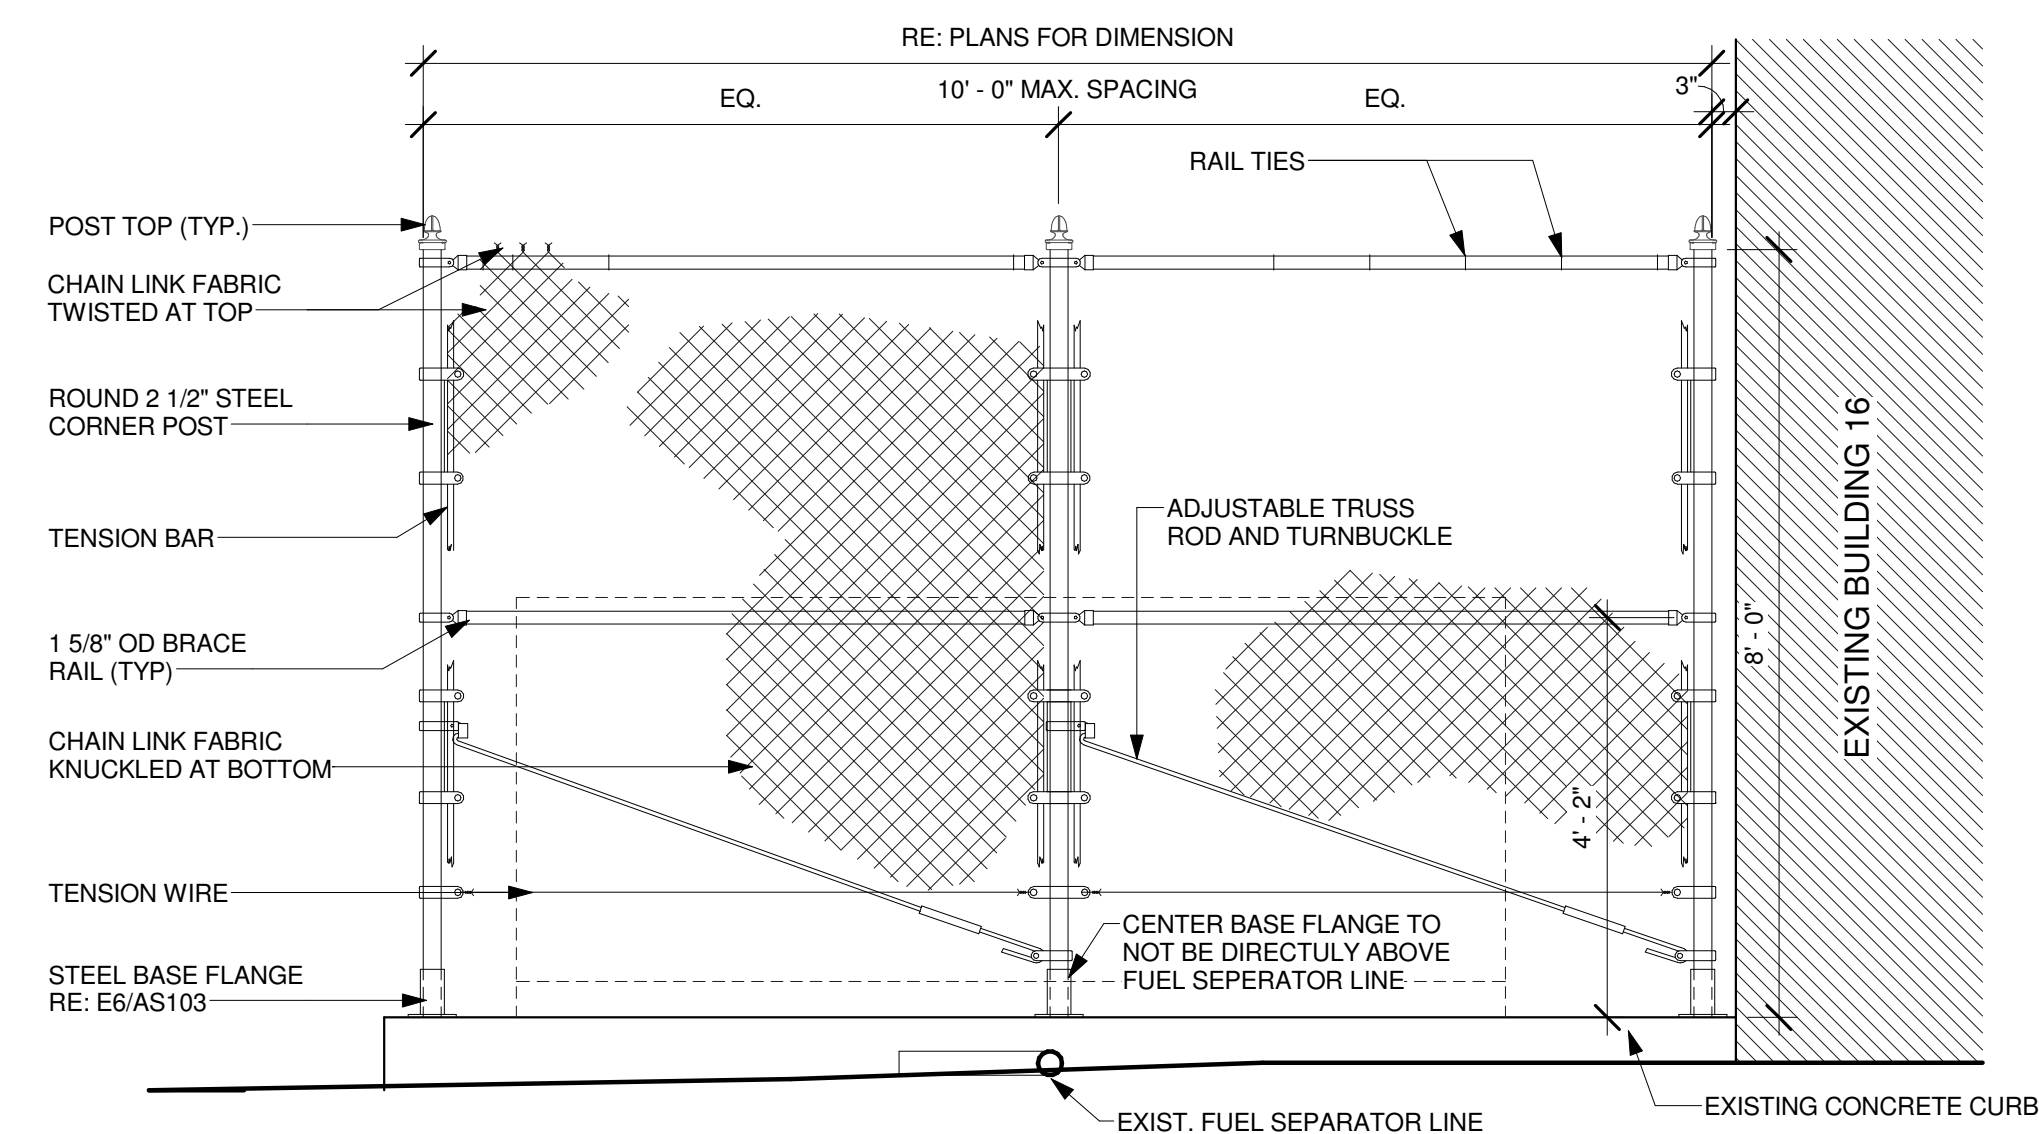 RE: PLANS FOR DIMENSION
EQ.
10' - 0" MAX. SPACING
EQ.
3"
RAIL TIES
POST TOP (TYP.)
CHAIN LINK FABRIC
TWISTED AT TOP
ROUND 2 1/2" STEEL
CORNER POST
TENSION BAR
ADJUSTABLE TRUSS
ROD AND TURNBUCKLE
EXISTING BUILDING 16
8' - 0"
1 5/8" OD BRACE
RAIL (TYP)
CHAIN LINK FABRIC
KNUCKLED AT BOTTOM
4' - 2"
TENSION WIRE
CENTER BASE FLANGE TO
NOT BE DIRECTULY ABOVE
FUEL SEPERATOR LINE
STEEL BASE FLANGE
RE: E6/AS103
EXISTING CONCRETE CURB
EXIST. FUEL SEPARATOR LINE